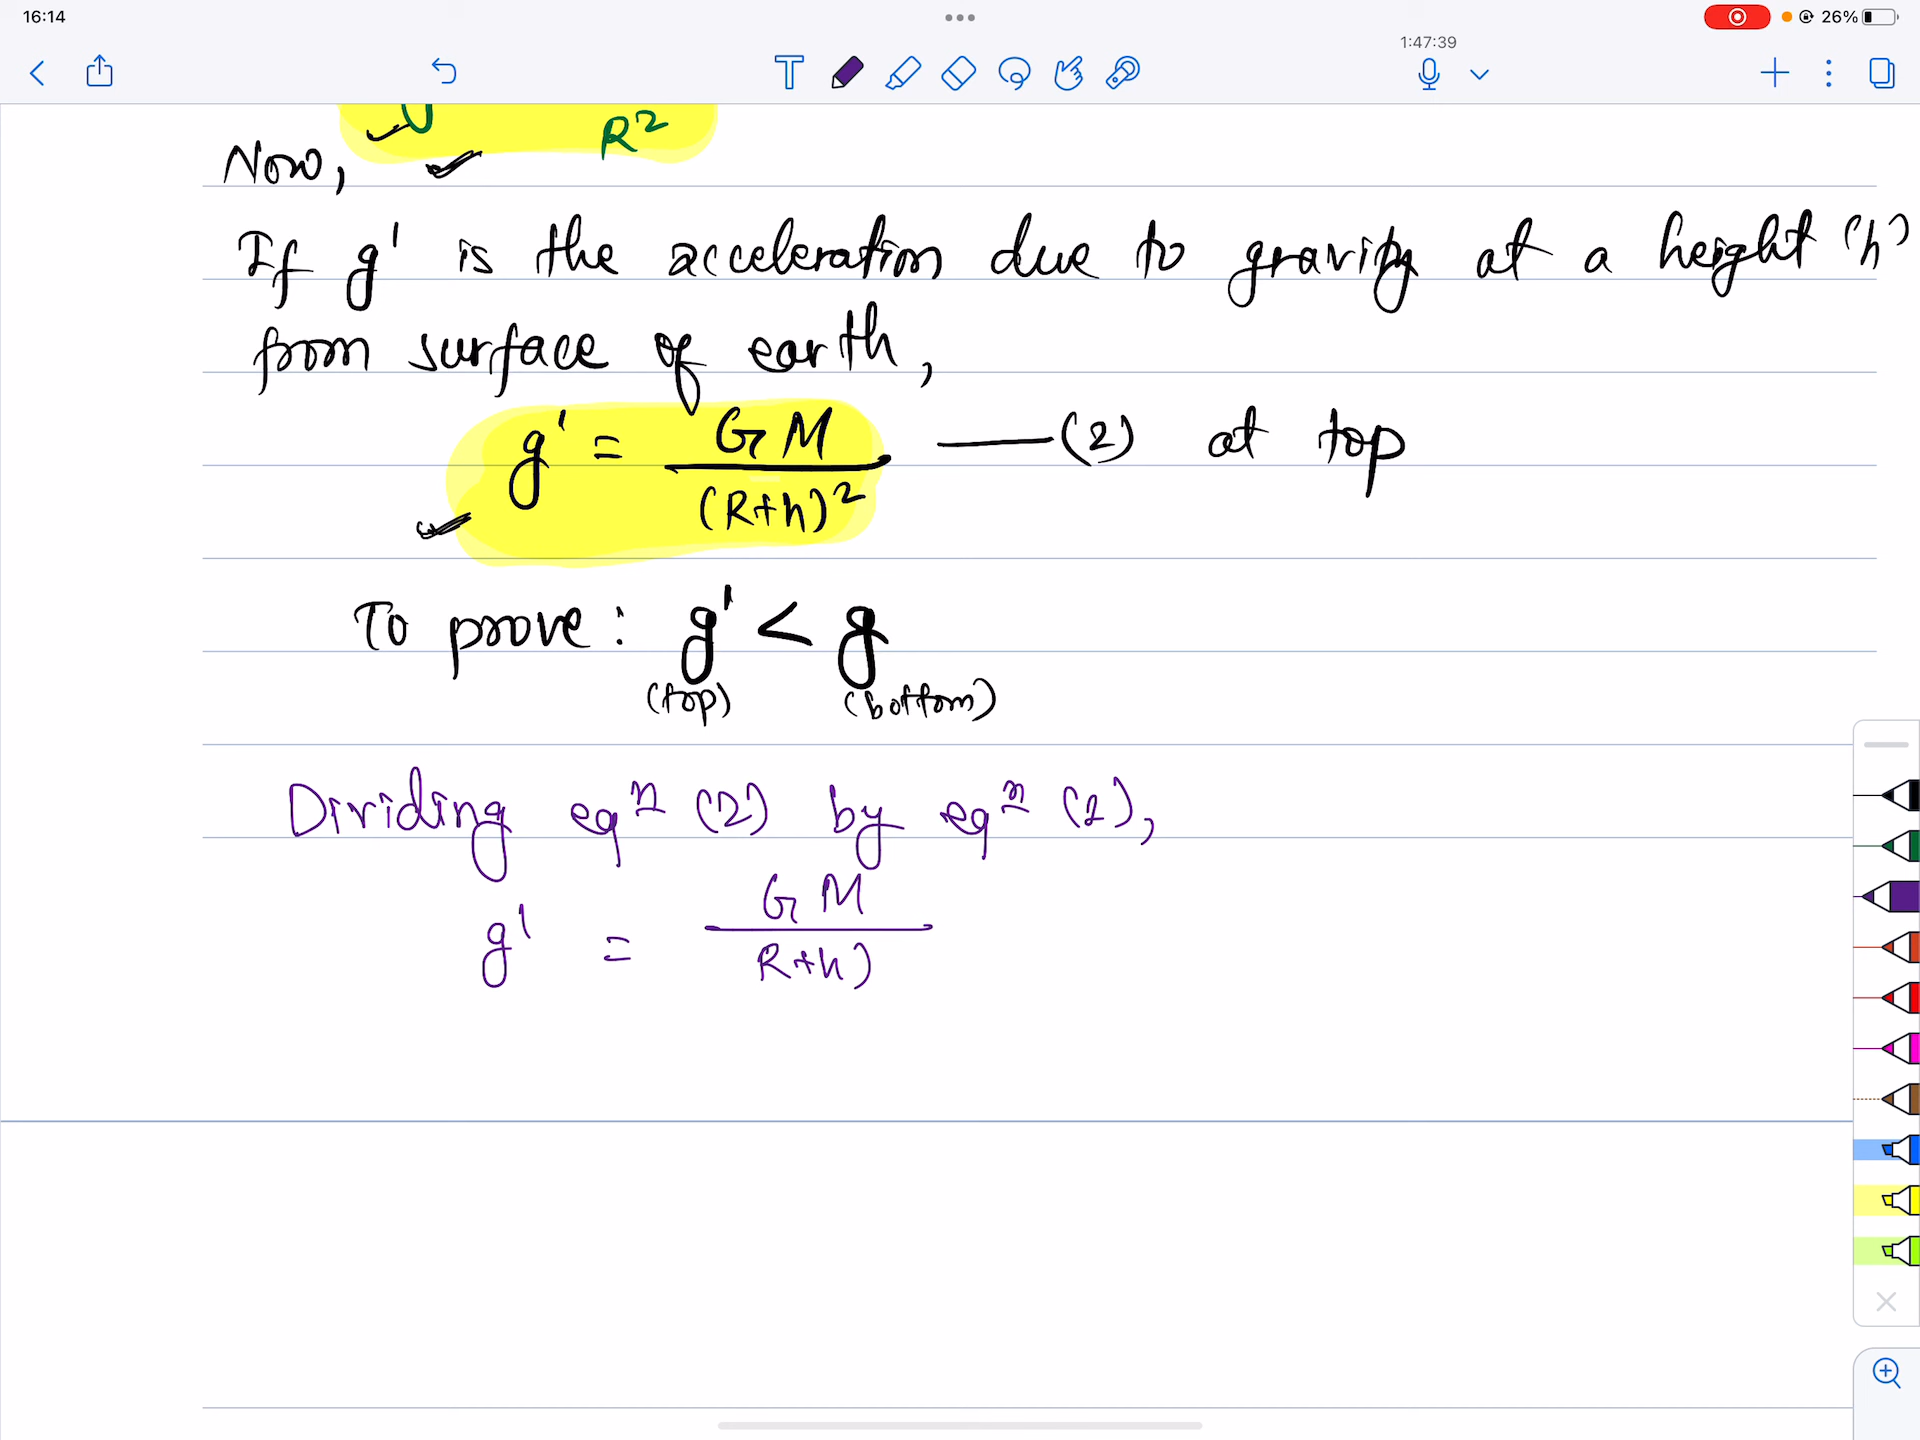 16:14
26%
1:47:39
R²
Now,
If g' is the acceleration due to gravity at a height 'h'
from surface of earth,
g' = GM/(R+h)² —— (2) at top
To prove : g' < g
(top) (bottom)
Dividing eqⁿ (2) by eqⁿ (1),
g' = GM/R+h)